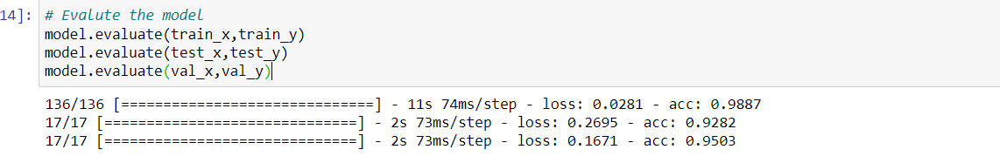 14]: # Evalute the model
model.evaluate(train_x,train_y)
model.evaluate(test_x,test_y)
model.evaluate(val_x,val_y)
136/136 [==============================] - 11s 74ms/step - loss: 0.0281 - acc: 0.9887
17/17 [==============================] - 2s 73ms/step - loss: 0.2695 - acc: 0.9282
17/17 [==============================] - 2s 73ms/step - loss: 0.1671 - acc: 0.9503